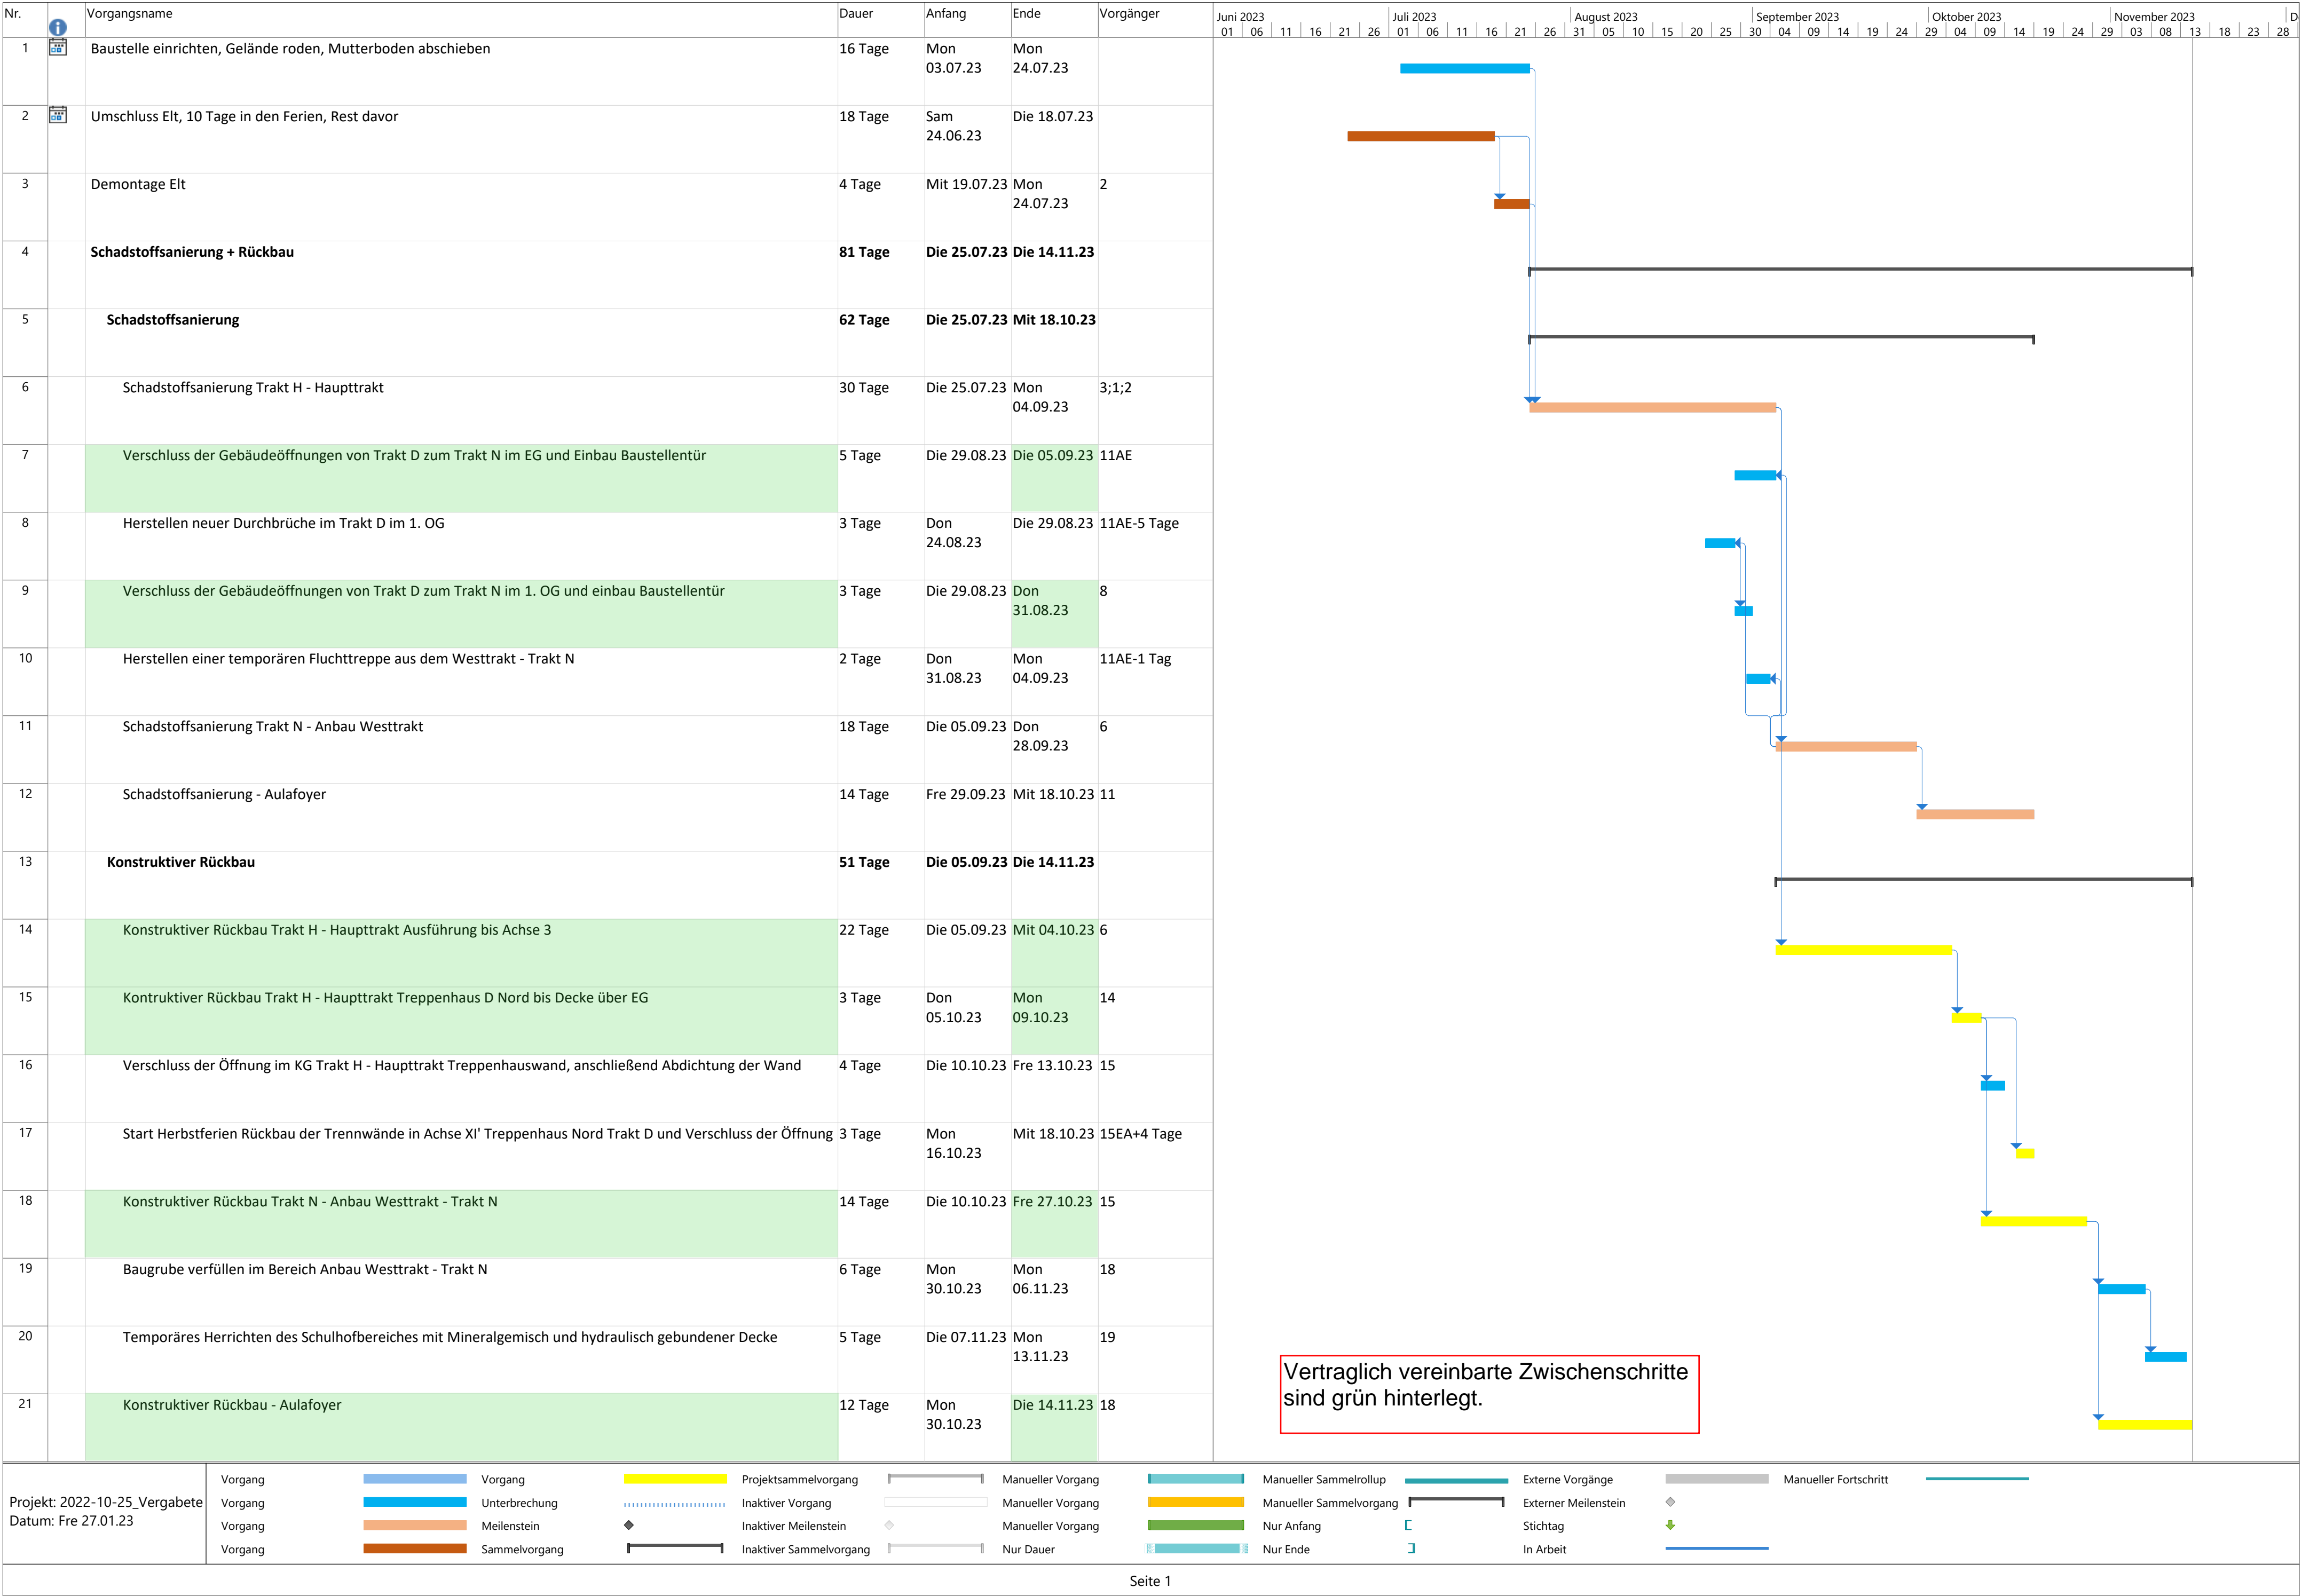 Nr. Vorgangsname Dauer Anfang Ende Vorgänger
Juni 2023 Juli 2023 August 2023 September 2023 Oktober 2023 November 2023 D
01 06 11 16 21 26 01 06 11 16 21 26 31 05 10 15 20 25 30 04 09 14 19 24 29 04 09 14 19 24 29 03 08 13 18 23 28
1 Baustelle einrichten, Gelände roden, Mutterboden abschieben 16 Tage Mon 03.07.23 Mon 24.07.23
2 Umschluss Elt, 10 Tage in den Ferien, Rest davor 18 Tage Sam 24.06.23 Die 18.07.23
3 Demontage Elt 4 Tage Mit 19.07.23 Mon 24.07.23 2
4 Schadstoffsanierung + Rückbau 81 Tage Die 25.07.23 Die 14.11.23
5 Schadstoffsanierung 62 Tage Die 25.07.23 Mit 18.10.23
6 Schadstoffsanierung Trakt H - Haupttrakt 30 Tage Die 25.07.23 Mon 04.09.23 3;1;2
7 Verschluss der Gebäudeöffnungen von Trakt D zum Trakt N im EG und Einbau Baustellentür 5 Tage Die 29.08.23 Die 05.09.23 11AE
8 Herstellen neuer Durchbrüche im Trakt D im 1. OG 3 Tage Don 24.08.23 Die 29.08.23 11AE-5 Tage
9 Verschluss der Gebäudeöffnungen von Trakt D zum Trakt N im 1. OG und einbau Baustellentür 3 Tage Die 29.08.23 Don 31.08.23 8
10 Herstellen einer temporären Fluchttreppe aus dem Westtrakt - Trakt N 2 Tage Don 31.08.23 Mon 04.09.23 11AE-1 Tag
11 Schadstoffsanierung Trakt N - Anbau Westtrakt 18 Tage Die 05.09.23 Don 28.09.23 6
12 Schadstoffsanierung - Aulafoyer 14 Tage Fre 29.09.23 Mit 18.10.23 11
13 Konstruktiver Rückbau 51 Tage Die 05.09.23 Die 14.11.23
14 Konstruktiver Rückbau Trakt H - Haupttrakt Ausführung bis Achse 3 22 Tage Die 05.09.23 Mit 04.10.23 6
15 Kontruktiver Rückbau Trakt H - Haupttrakt Treppenhaus D Nord bis Decke über EG 3 Tage Don 05.10.23 Mon 09.10.23 14
16 Verschluss der Öffnung im KG Trakt H - Haupttrakt Treppenhauswand, anschließend Abdichtung der Wand 4 Tage Die 10.10.23 Fre 13.10.23 15
17 Start Herbstferien Rückbau der Trennwände in Achse XI' Treppenhaus Nord Trakt D und Verschluss der Öffnung 3 Tage Mon 16.10.23 Mit 18.10.23 15EA+4 Tage
18 Konstruktiver Rückbau Trakt N - Anbau Westtrakt - Trakt N 14 Tage Die 10.10.23 Fre 27.10.23 15
19 Baugrube verfüllen im Bereich Anbau Westtrakt - Trakt N 6 Tage Mon 30.10.23 Mon 06.11.23 18
20 Temporäres Herrichten des Schulhofbereiches mit Mineralgemisch und hydraulisch gebundener Decke 5 Tage Die 07.11.23 Mon 13.11.23 19
21 Konstruktiver Rückbau - Aulafoyer 12 Tage Mon 30.10.23 Die 14.11.23 18
Vertraglich vereinbarte Zwischenschritte
sind grün hinterlegt.
Projekt: 2022-10-25_Vergabete
Datum: Fre 27.01.23
Vorgang Vorgang Projektsammelvorgang Manueller Vorgang Manueller Sammelrollup Externe Vorgänge Manueller Fortschritt
Vorgang Unterbrechung Inaktiver Vorgang Manueller Vorgang Manueller Sammelvorgang Externer Meilenstein
Vorgang Meilenstein Inaktiver Meilenstein Manueller Vorgang Nur Anfang Stichtag
Vorgang Sammelvorgang Inaktiver Sammelvorgang Nur Dauer Nur Ende In Arbeit
Seite 1